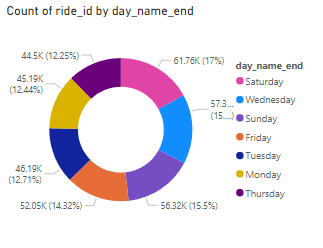 Count of ride_id by day_name_end
44.5K (12.25%)
61.76K (17%)
45.19K
(12.44%)
57.3...
(15....)
46.19K
(12.71%)
52.05K (14.32%)
56.32K (15.5%)
day_name_end
Saturday
Wednesday
Sunday
Friday
Tuesday
Monday
Thursday